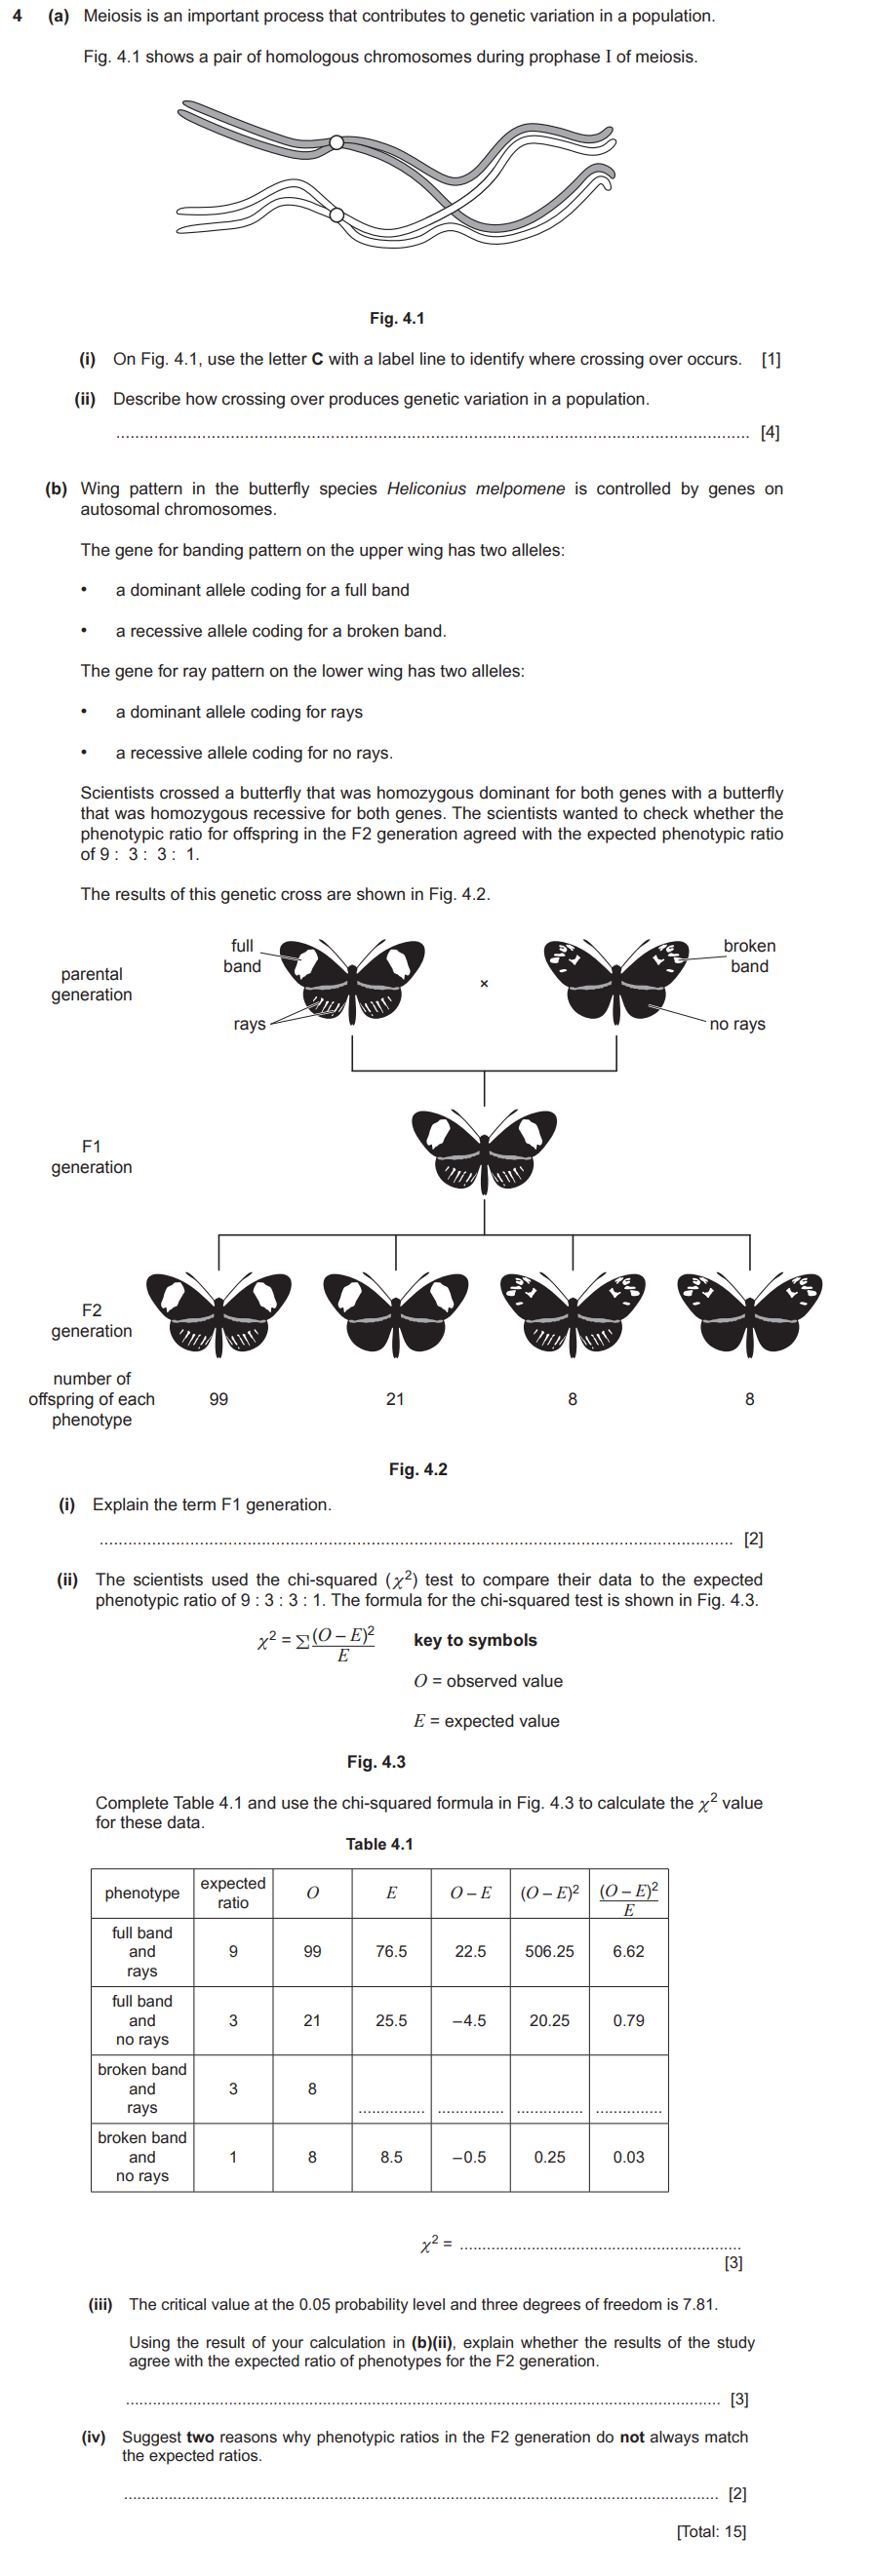 4 (a) Meiosis is an important process that contributes to genetic variation in a population.
Fig. 4.1 shows a pair of homologous chromosomes during prophase I of meiosis.
Fig. 4.1
(i) On Fig. 4.1, use the letter C with a label line to identify where crossing over occurs. [1]
(ii) Describe how crossing over produces genetic variation in a population.
[4]
(b) Wing pattern in the butterfly species Heliconius melpomene is controlled by genes on
autosomal chromosomes.
The gene for banding pattern on the upper wing has two alleles:
• a dominant allele coding for a full band
• a recessive allele coding for a broken band.
The gene for ray pattern on the lower wing has two alleles:
• a dominant allele coding for rays
• a recessive allele coding for no rays.
Scientists crossed a butterfly that was homozygous dominant for both genes with a butterfly
that was homozygous recessive for both genes. The scientists wanted to check whether the
phenotypic ratio for offspring in the F2 generation agreed with the expected phenotypic ratio
of 9 : 3 : 3 : 1.
The results of this genetic cross are shown in Fig. 4.2.
parental
generation
full
band
rays
×
broken
band
no rays
F1
generation
F2
generation
number of
offspring of each
phenotype
99 21 8 8
Fig. 4.2
(i) Explain the term F1 generation.
[2]
(ii) The scientists used the chi-squared (χ²) test to compare their data to the expected
phenotypic ratio of 9 : 3 : 3 : 1. The formula for the chi-squared test is shown in Fig. 4.3.
χ² = Σ (O – E)² / E
key to symbols
O = observed value
E = expected value
Fig. 4.3
Complete Table 4.1 and use the chi-squared formula in Fig. 4.3 to calculate the χ² value
for these data.
Table 4.1
phenotype expected ratio O E O – E (O – E)² (O – E)² / E
full band and rays 9 99 76.5 22.5 506.25 6.62
full band and no rays 3 21 25.5 –4.5 20.25 0.79
broken band and rays 3 8
broken band and no rays 1 8 8.5 –0.5 0.25 0.03
χ² =
[3]
(iii) The critical value at the 0.05 probability level and three degrees of freedom is 7.81.
Using the result of your calculation in (b)(ii), explain whether the results of the study
agree with the expected ratio of phenotypes for the F2 generation.
[3]
(iv) Suggest two reasons why phenotypic ratios in the F2 generation do not always match
the expected ratios.
[2]
[Total: 15]